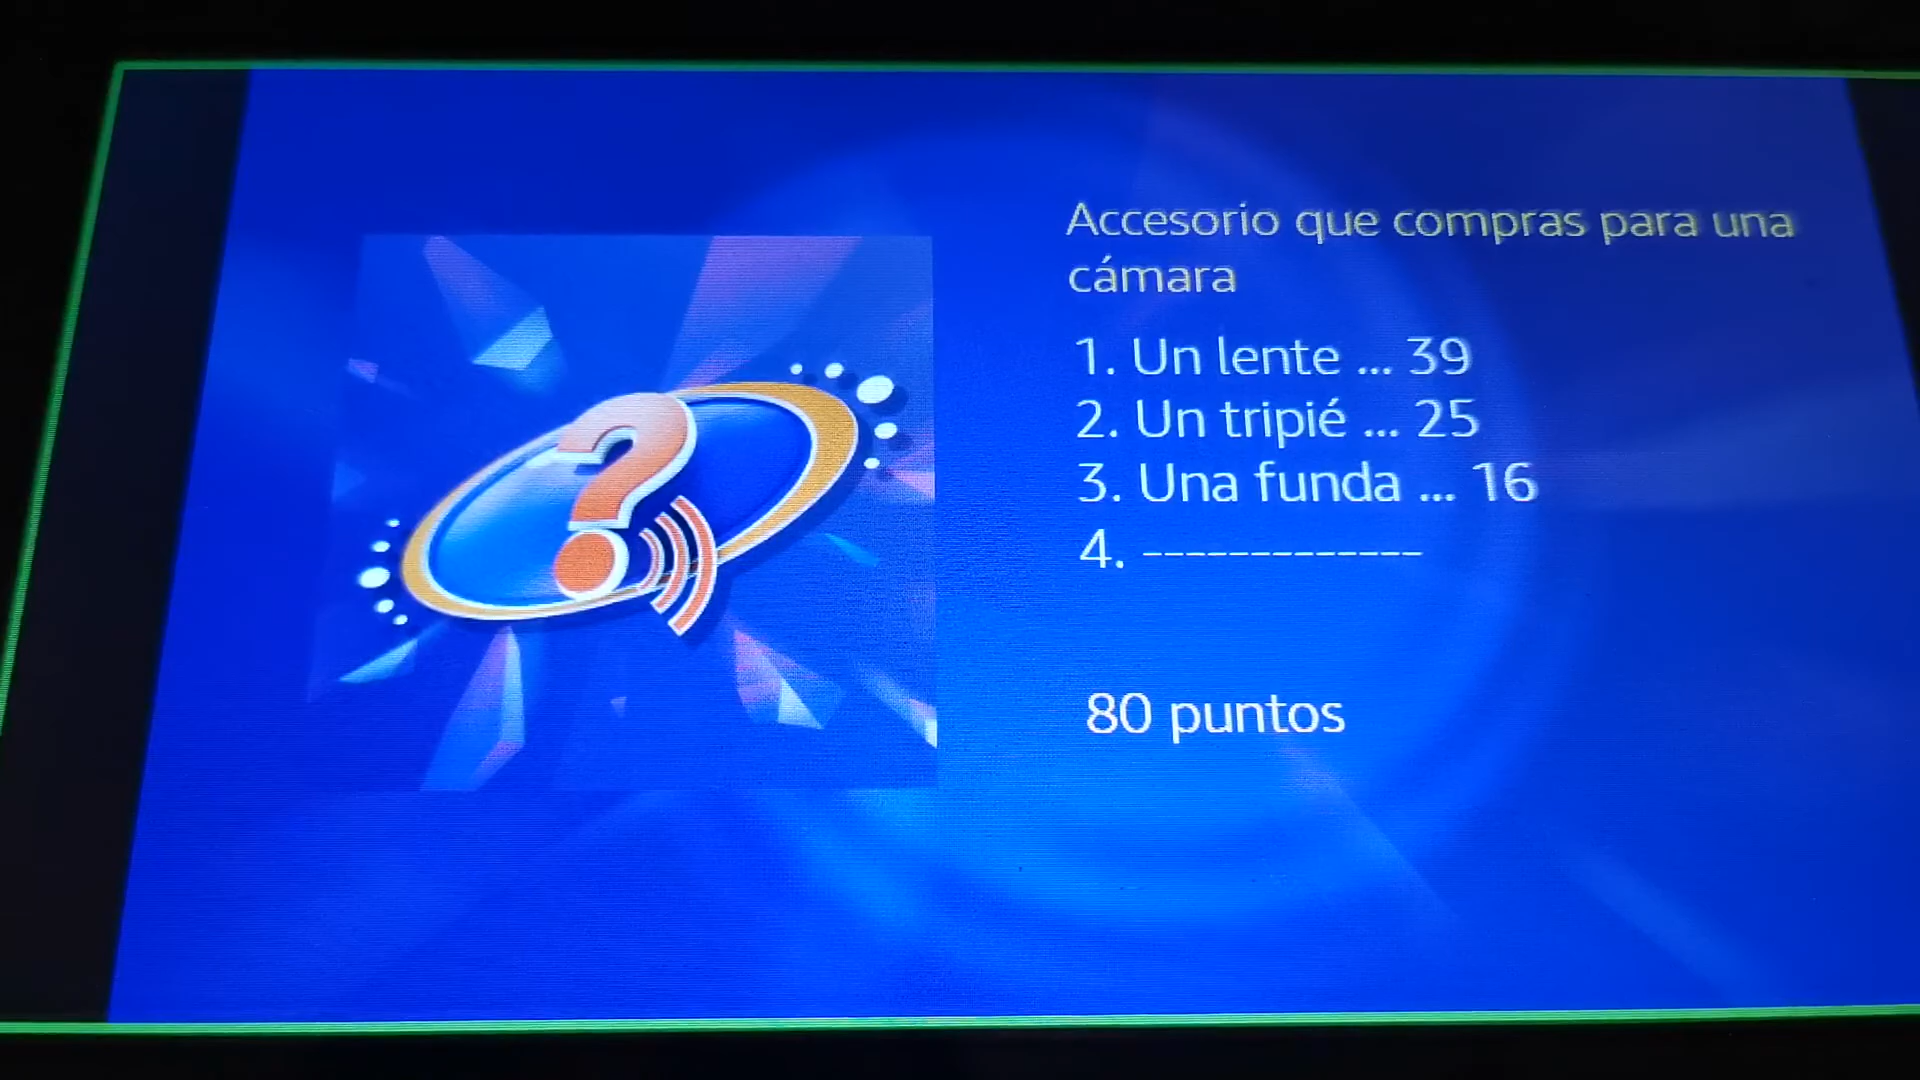 Accesorio que compras para una
cámara
1. Un lente ... 39
2. Un tripié ... 25
3. Una funda ... 16
4. -------------
80 puntos